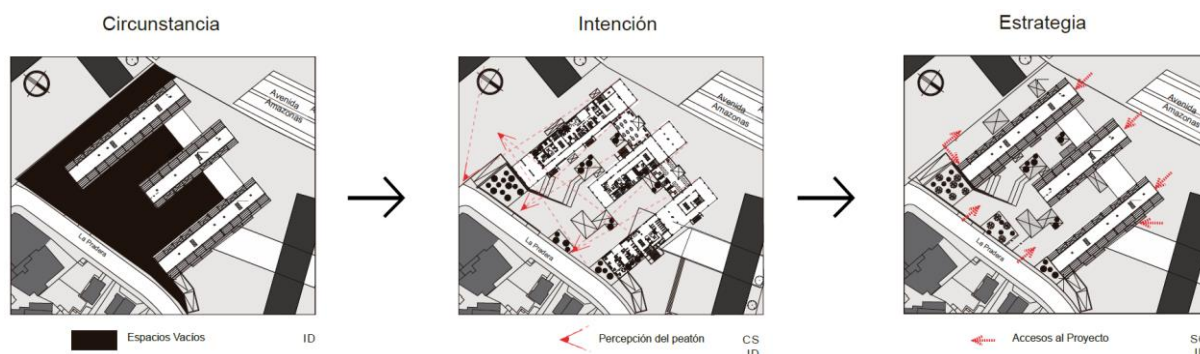 Circunstancia
Intención
Estrategia
Avenida
Amazonas
La Pradera
Avenida
Amazonas
La Pradera
Avenida
Amazonas
La Pradera
Espacios Vacíos
ID
Percepción del peatón
CS
ID
Accesos al Proyecto